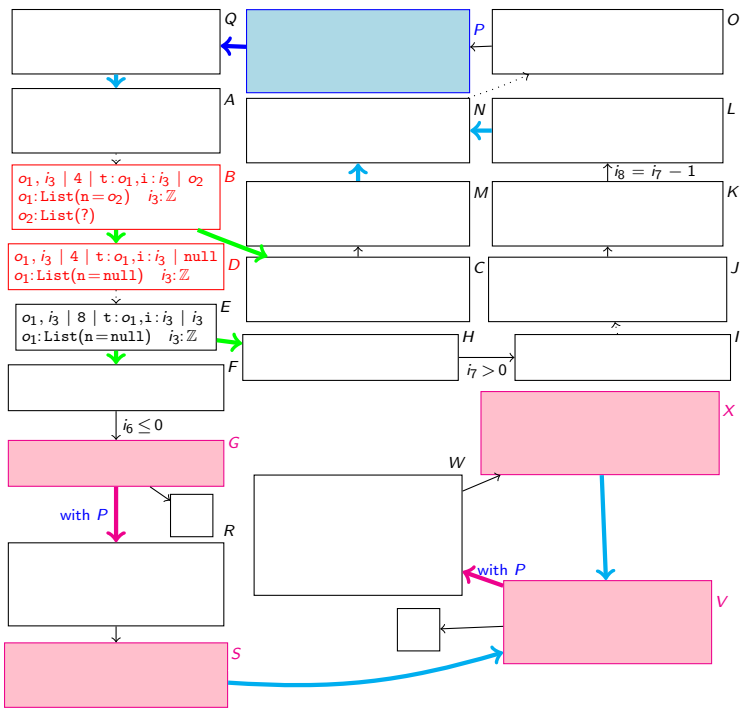 Q
P
O
A
N
L
o₁, i₃ | 4 | t:o₁,i:i₃ | o₂
o₁:List(n=o₂) i₃:ℤ
o₂:List(?)
B
i₈ = i₇ − 1
M
K
o₁, i₃ | 4 | t:o₁,i:i₃ | null
o₁:List(n=null) i₃:ℤ
D
C
J
o₁, i₃ | 8 | t:o₁,i:i₃ | i₃
o₁:List(n=null) i₃:ℤ
E
H
I
F
i₇ > 0
i₆ ≤ 0
X
G
W
with P
R
with P
V
S